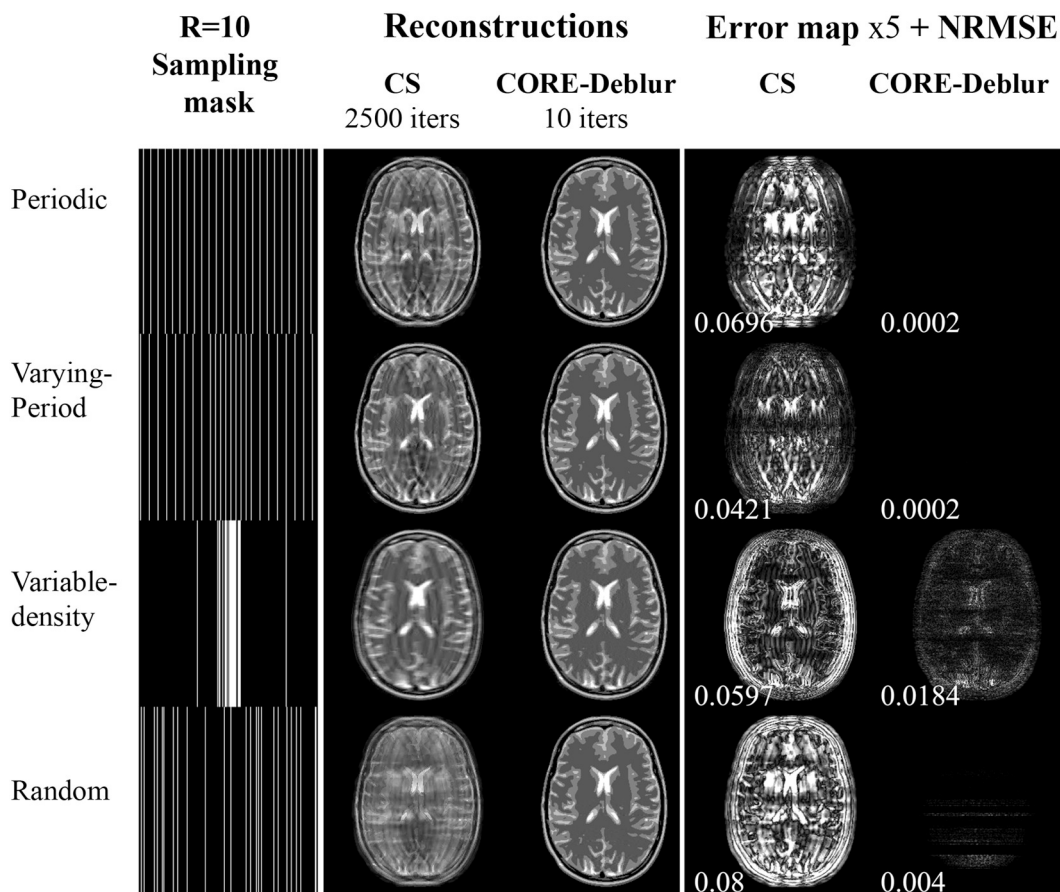 R=10
Sampling
mask
Reconstructions
Error map x5 + NRMSE
CS
2500 iters
CORE-Deblur
10 iters
CS
CORE-Deblur
Periodic
0.0696
0.0002
Varying-
Period
0.0421
0.0002
Variable-
density
0.0597
0.0184
Random
0.08
0.004